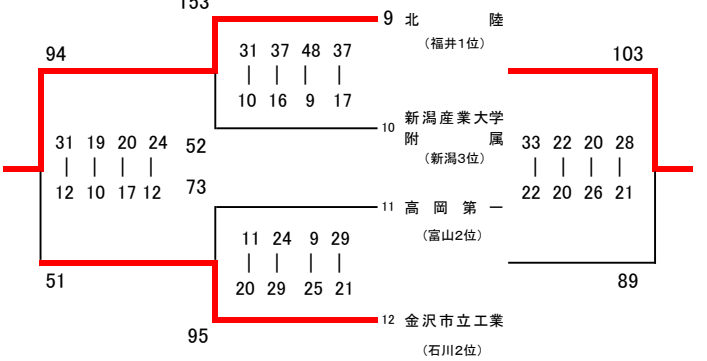 153
9 北 陸
(福井1位)
94
31 37 48 37
| | | |
10 16 9 17
103
10 新潟産業大学
附 属
(新潟3位)
31 19 20 24
| | | |
12 10 17 12
52
33 22 20 28
| | | |
22 20 26 21
73
11 高 岡 第 一
(富山2位)
11 24 9 29
| | | |
20 29 25 21
51
89
12 金沢市立工業
(石川2位)
95